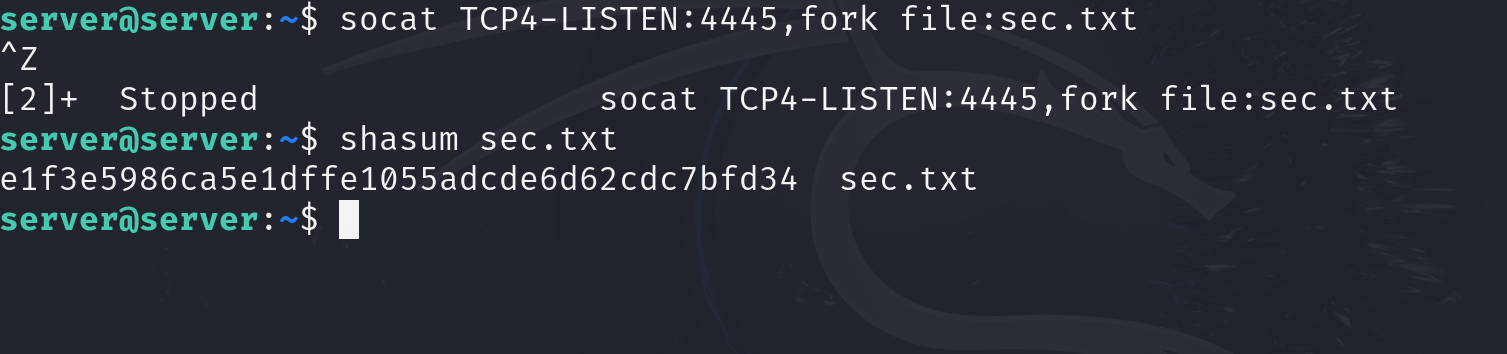 server@server:~$ socat TCP4-LISTEN:4445,fork file:sec.txt
^Z
[2]+  Stopped                 socat TCP4-LISTEN:4445,fork file:sec.txt
server@server:~$ shasum sec.txt
e1f3e5986ca5e1dffe1055adcde6d62cdc7bfd34  sec.txt
server@server:~$